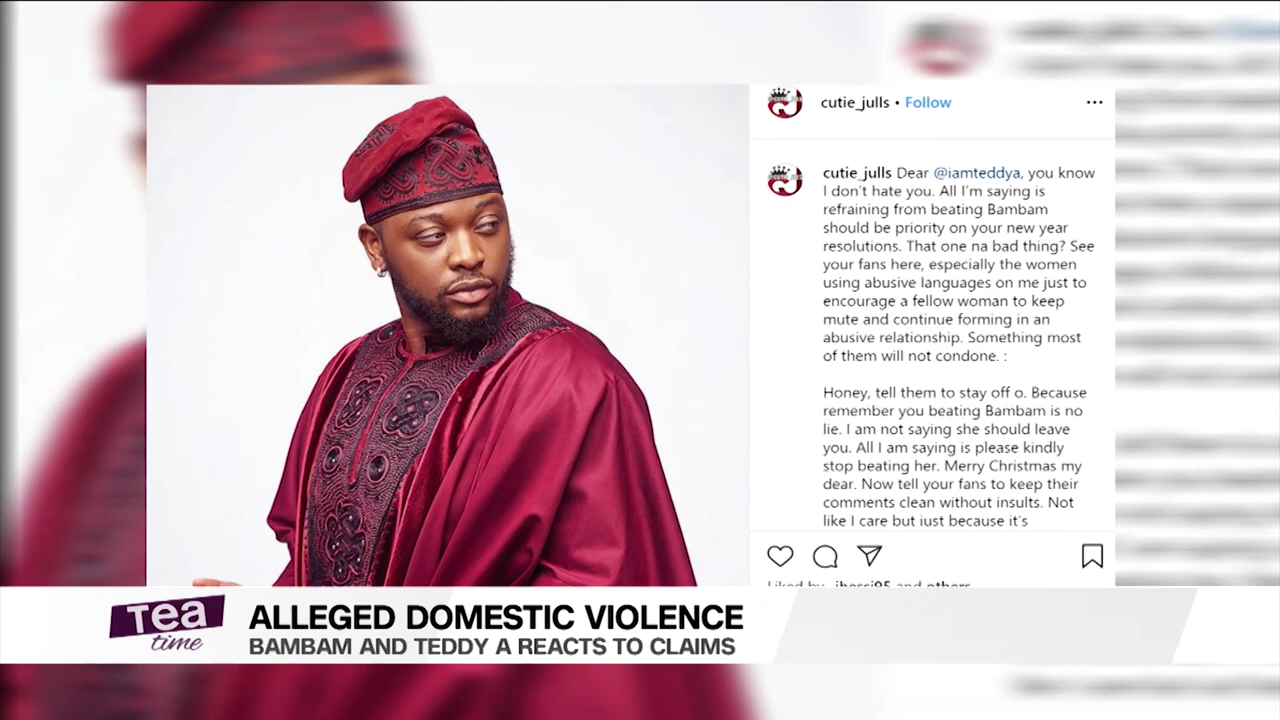 cutie_julls • Follow
cutie_julls Dear @iamteddya, you know
I don't hate you. All I'm saying is
refraining from beating Bambam
should be priority on your new year
resolutions. That one na bad thing? See
your fans here, especially the women
using abusive languages on me just to
encourage a fellow woman to keep
mute and continue forming in an
abusive relationship. Something most
of them will not condone. :
Honey, tell them to stay off o. Because
remember you beating Bambam is no
lie. I am not saying she should leave
you. All I am saying is please kindly
stop beating her. Merry Christmas my
dear. Now tell your fans to keep their
comments clean without insults. Not
like I care but just because it's
Liked by and others
Tea
time
ALLEGED DOMESTIC VIOLENCE
BAMBAM AND TEDDY A REACTS TO CLAIMS